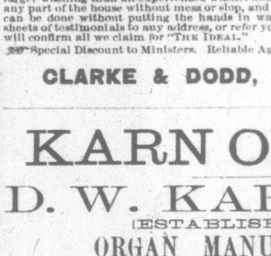 any part of the house without mess or slop, and
can be done without putting the hands in wa
sheets of testimonials to any address, or refer yo
will confirm all we claim for "THE IDEAL."
Special Discount to Ministers. Reliable Ag
CLARKE & DODD,
KARN O
D. W. KAR
[ESTABLISH
ORGAN MANU